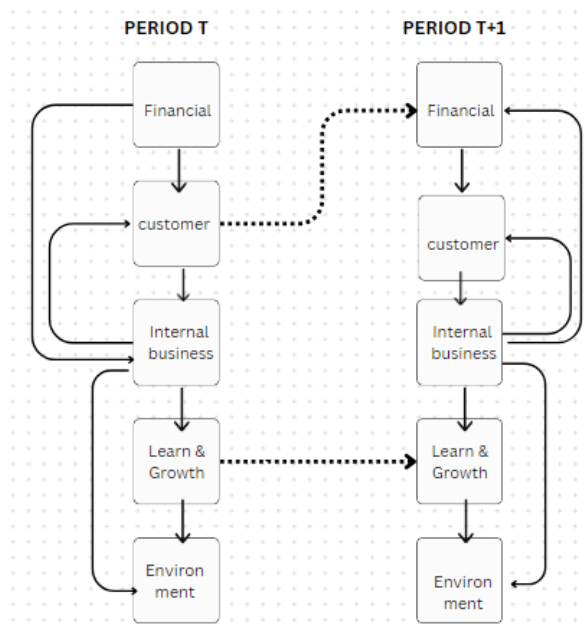 PERIOD T
PERIOD T+1
Financial
Financial
customer
customer
Internal
business
Internal
business
Learn &
Growth
Learn &
Growth
Environ
ment
Environ
ment